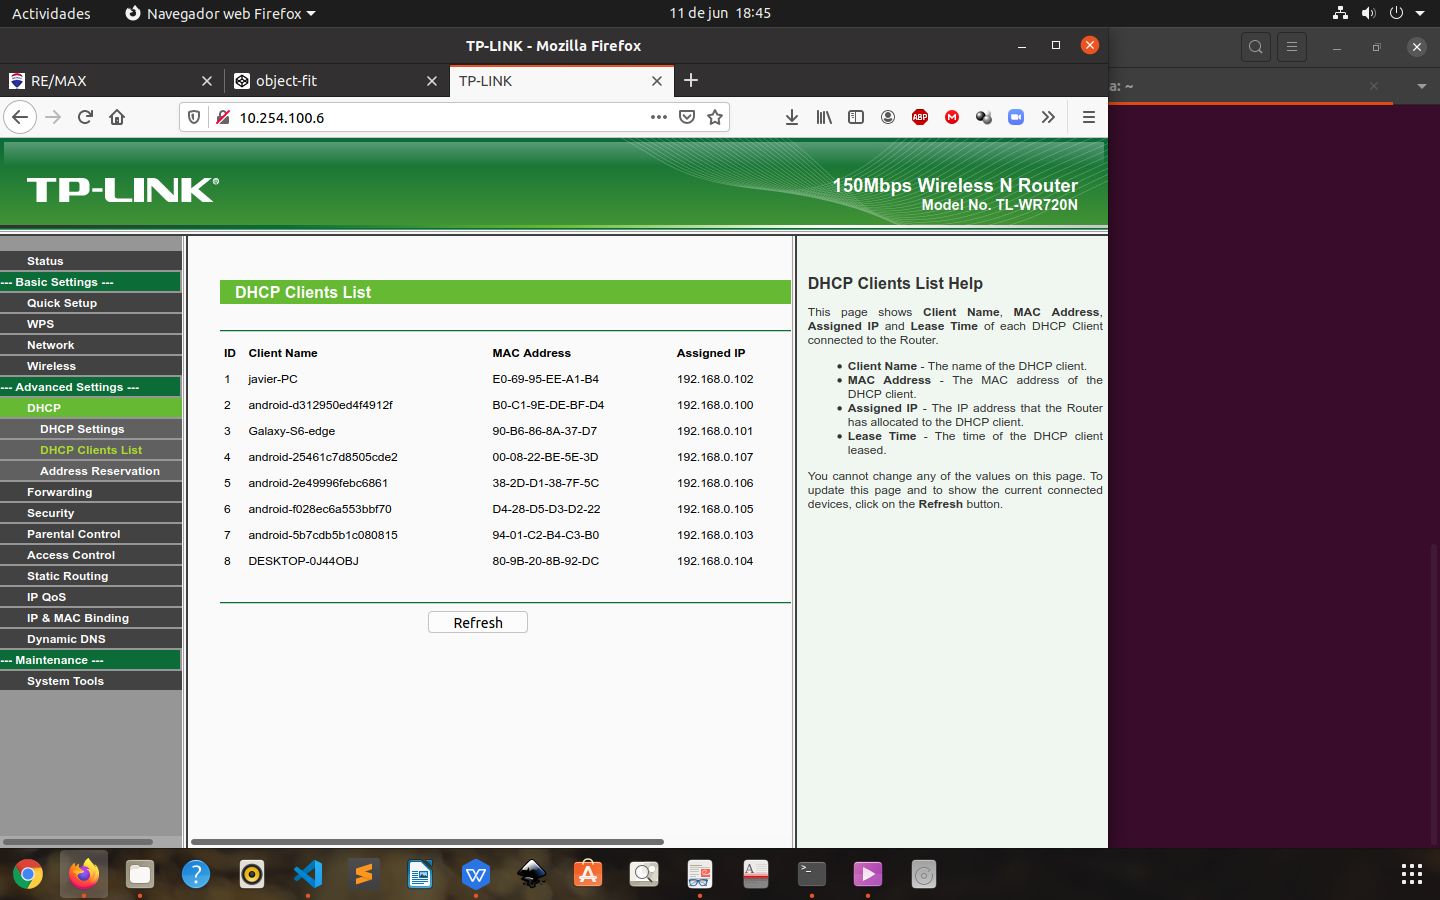 Actividades
Navegador web Firefox
11 de jun 18:45
TP-LINK - Mozilla Firefox
RE/MAX
object-fit
TP-LINK
a: ~
10.254.100.6
ABP
TP-LINK®
150Mbps Wireless N Router
Model No. TL-WR720N
Status
--- Basic Settings ---
Quick Setup
WPS
Network
Wireless
--- Advanced Settings ---
DHCP
DHCP Settings
DHCP Clients List
Address Reservation
Forwarding
Security
Parental Control
Access Control
Static Routing
IP QoS
IP & MAC Binding
Dynamic DNS
--- Maintenance ---
System Tools
DHCP Clients List
ID Client Name MAC Address Assigned IP
1 javier-PC E0-69-95-EE-A1-B4 192.168.0.102
2 android-d312950ed4f4912f B0-C1-9E-DE-BF-D4 192.168.0.100
3 Galaxy-S6-edge 90-B6-86-8A-37-D7 192.168.0.101
4 android-25461c7d8505cde2 00-08-22-BE-5E-3D 192.168.0.107
5 android-2e49996febc6861 38-2D-D1-38-7F-5C 192.168.0.106
6 android-f028ec6a553bbf70 D4-28-D5-D3-D2-22 192.168.0.105
7 android-5b7cdb5b1c080815 94-01-C2-B4-C3-B0 192.168.0.103
8 DESKTOP-0J44OBJ 80-9B-20-8B-92-DC 192.168.0.104
Refresh
DHCP Clients List Help
This page shows Client Name, MAC Address,
Assigned IP and Lease Time of each DHCP Client
connected to the Router.
Client Name - The name of the DHCP client.
MAC Address - The MAC address of the
DHCP client.
Assigned IP - The IP address that the Router
has allocated to the DHCP client.
Lease Time - The time of the DHCP client
leased.
You cannot change any of the values on this page. To
update this page and to show the current connected
devices, click on the Refresh button.